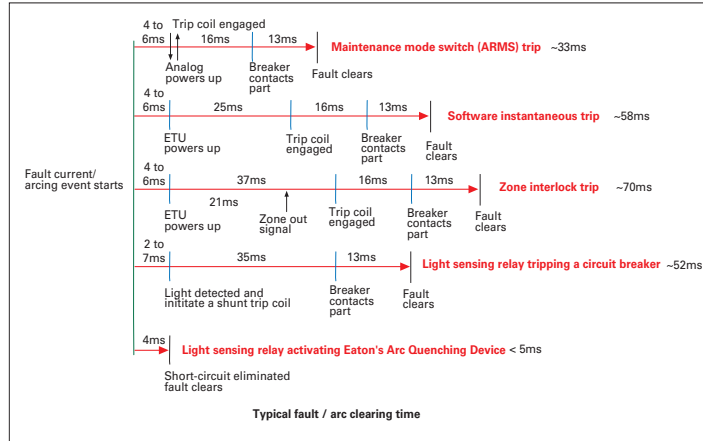 4 to
6ms
Trip coil engaged
16ms
13ms
Maintenance mode switch (ARMS) trip ~33ms
Analog
powers up
Breaker
contacts
part
Fault clears
4 to
6ms
25ms
16ms
13ms
Software instantaneous trip ~58ms
ETU
powers up
Trip coil
engaged
Breaker
contacts
part
Fault
clears
Fault current/
arcing event starts
4 to
6ms
37ms
16ms
13ms
Zone interlock trip ~70ms
ETU
powers up
21ms
Zone out
signal
Trip coil
engaged
Breaker
contacts
part
Fault
clears
2 to
7ms
35ms
13ms
Light sensing relay tripping a circuit breaker ~52ms
Light detected and
inititate a shunt trip coil
Breaker
contacts
part
Fault
clears
4ms
Light sensing relay activating Eaton's Arc Quenching Device < 5ms
Short-circuit eliminated
fault clears
Typical fault / arc clearing time